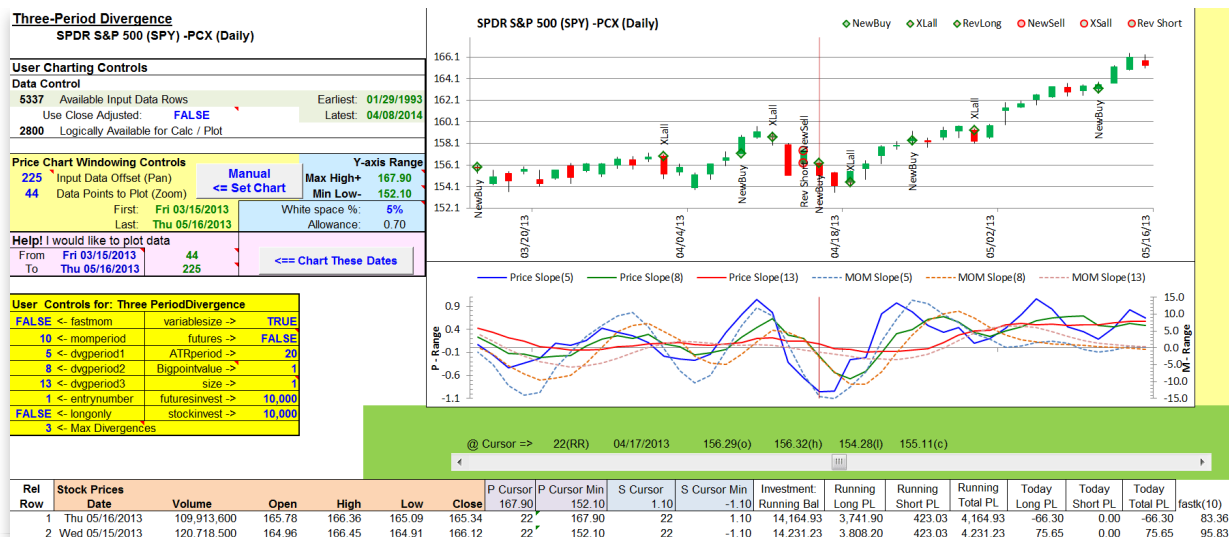 Three-Period Divergence
SPDR S&P 500 (SPY) -PCX (Daily)
User Charting Controls
Data Control
5337 Available Input Data Rows Earliest: 01/29/1993
Use Close Adjusted: FALSE Latest: 04/08/2014
2800 Logically Available for Calc / Plot
Price Chart Windowing Controls Y-axis Range
225 Input Data Offset (Pan) Manual <= Set Chart Max High+ 167.90
44 Data Points to Plot (Zoom) Min Low- 152.10
First: Fri 03/15/2013 White space %: 5%
Last: Thu 05/16/2013 Allowance: 0.70
Help! I would like to plot data
From Fri 03/15/2013 44 <== Chart These Dates
To Thu 05/16/2013 225
User Controls for: Three PeriodDivergence
FALSE <- fastmom variablesize -> TRUE
10 <- momperiod futures -> FALSE
5 <- dvgperiod1 ATRperiod -> 20
8 <- dvgperiod2 Bigpointvalue -> 1
13 <- dvgperiod3 size -> 1
1 <- entrynumber futuresinvest -> 10,000
FALSE <- longonly stockinvest -> 10,000
3 <- Max Divergences
SPDR S&P 500 (SPY) -PCX (Daily)
NewBuy XLall RevLong NewSell XSall Rev Short
166.1
164.1
162.1
160.1
158.1
156.1
154.1
152.1
NewBuy
XLall
NewBuy
XLall
Rev Short
NewSell
NewBuy
XLall
NewBuy
XLall
NewBuy
03/20/13 04/04/13 04/18/13 05/02/13 05/16/13
Price Slope(5) Price Slope(8) Price Slope(13) MOM Slope(5) MOM Slope(8) MOM Slope(13)
P - Range
0.9
0.4
-0.1
-0.6
-1.1
15.0
10.0
5.0
0.0
-5.0
-10.0
-15.0
M - Range
@ Cursor => 22(RR) 04/17/2013 156.29(o) 156.32(h) 154.28(l) 155.11(c)
Rel Stock Prices P Cursor P Cursor Min S Cursor S Cursor Min Investment: Running Running Running Today Today Today
Row Date Volume Open High Low Close 167.90 152.10 1.10 -1.10 Running Bal Long PL Short PL Total PL Long PL Short PL Total PL fastk(10)
1 Thu 05/16/2013 109,913,600 165.78 166.36 165.09 165.34 22 167.90 22 1.10 14,164.93 3,741.90 423.03 4,164.93 -66.30 0.00 -66.30 83.36
2 Wed 05/15/2013 120,718,500 164.96 166.45 164.91 166.12 22 152.10 22 -1.10 14,231.23 3,808.20 423.03 4,231.23 75.65 0.00 75.65 95.83